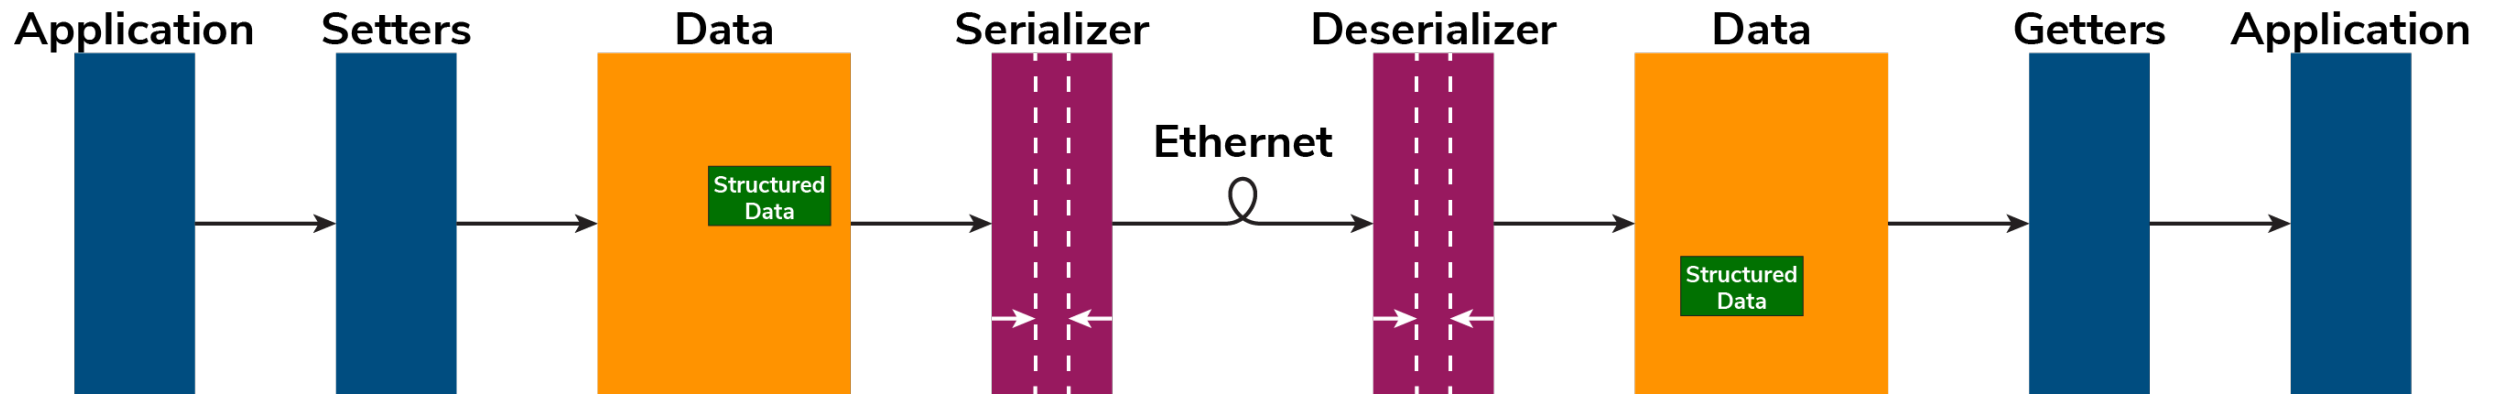 Application Setters Data Serializer Deserializer Data Getters Application
Ethernet
Structured
Data
Structured
Data